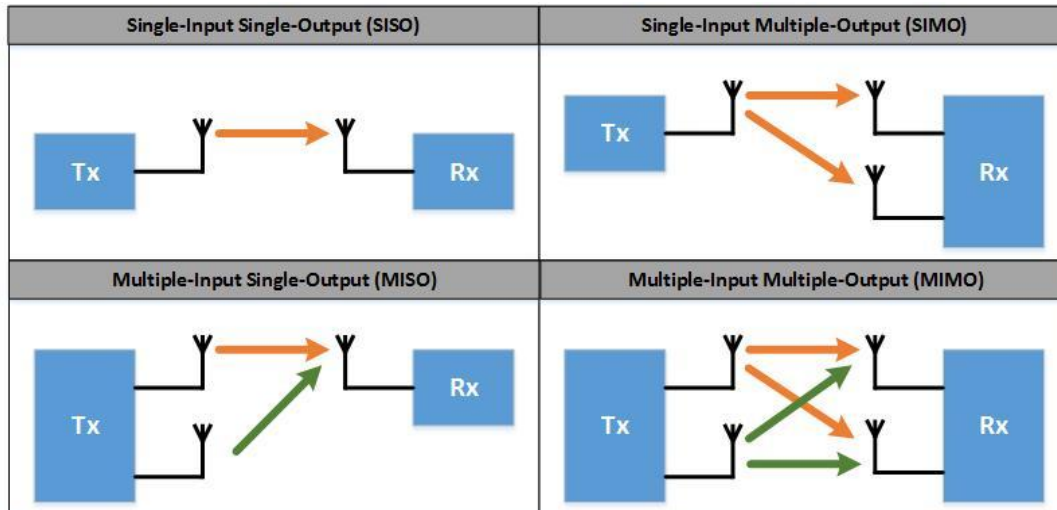 Single-Input Single-Output (SISO)
Single-Input Multiple-Output (SIMO)
Tx
Rx
Tx
Rx
Multiple-Input Single-Output (MISO)
Multiple-Input Multiple-Output (MIMO)
Tx
Rx
Tx
Rx